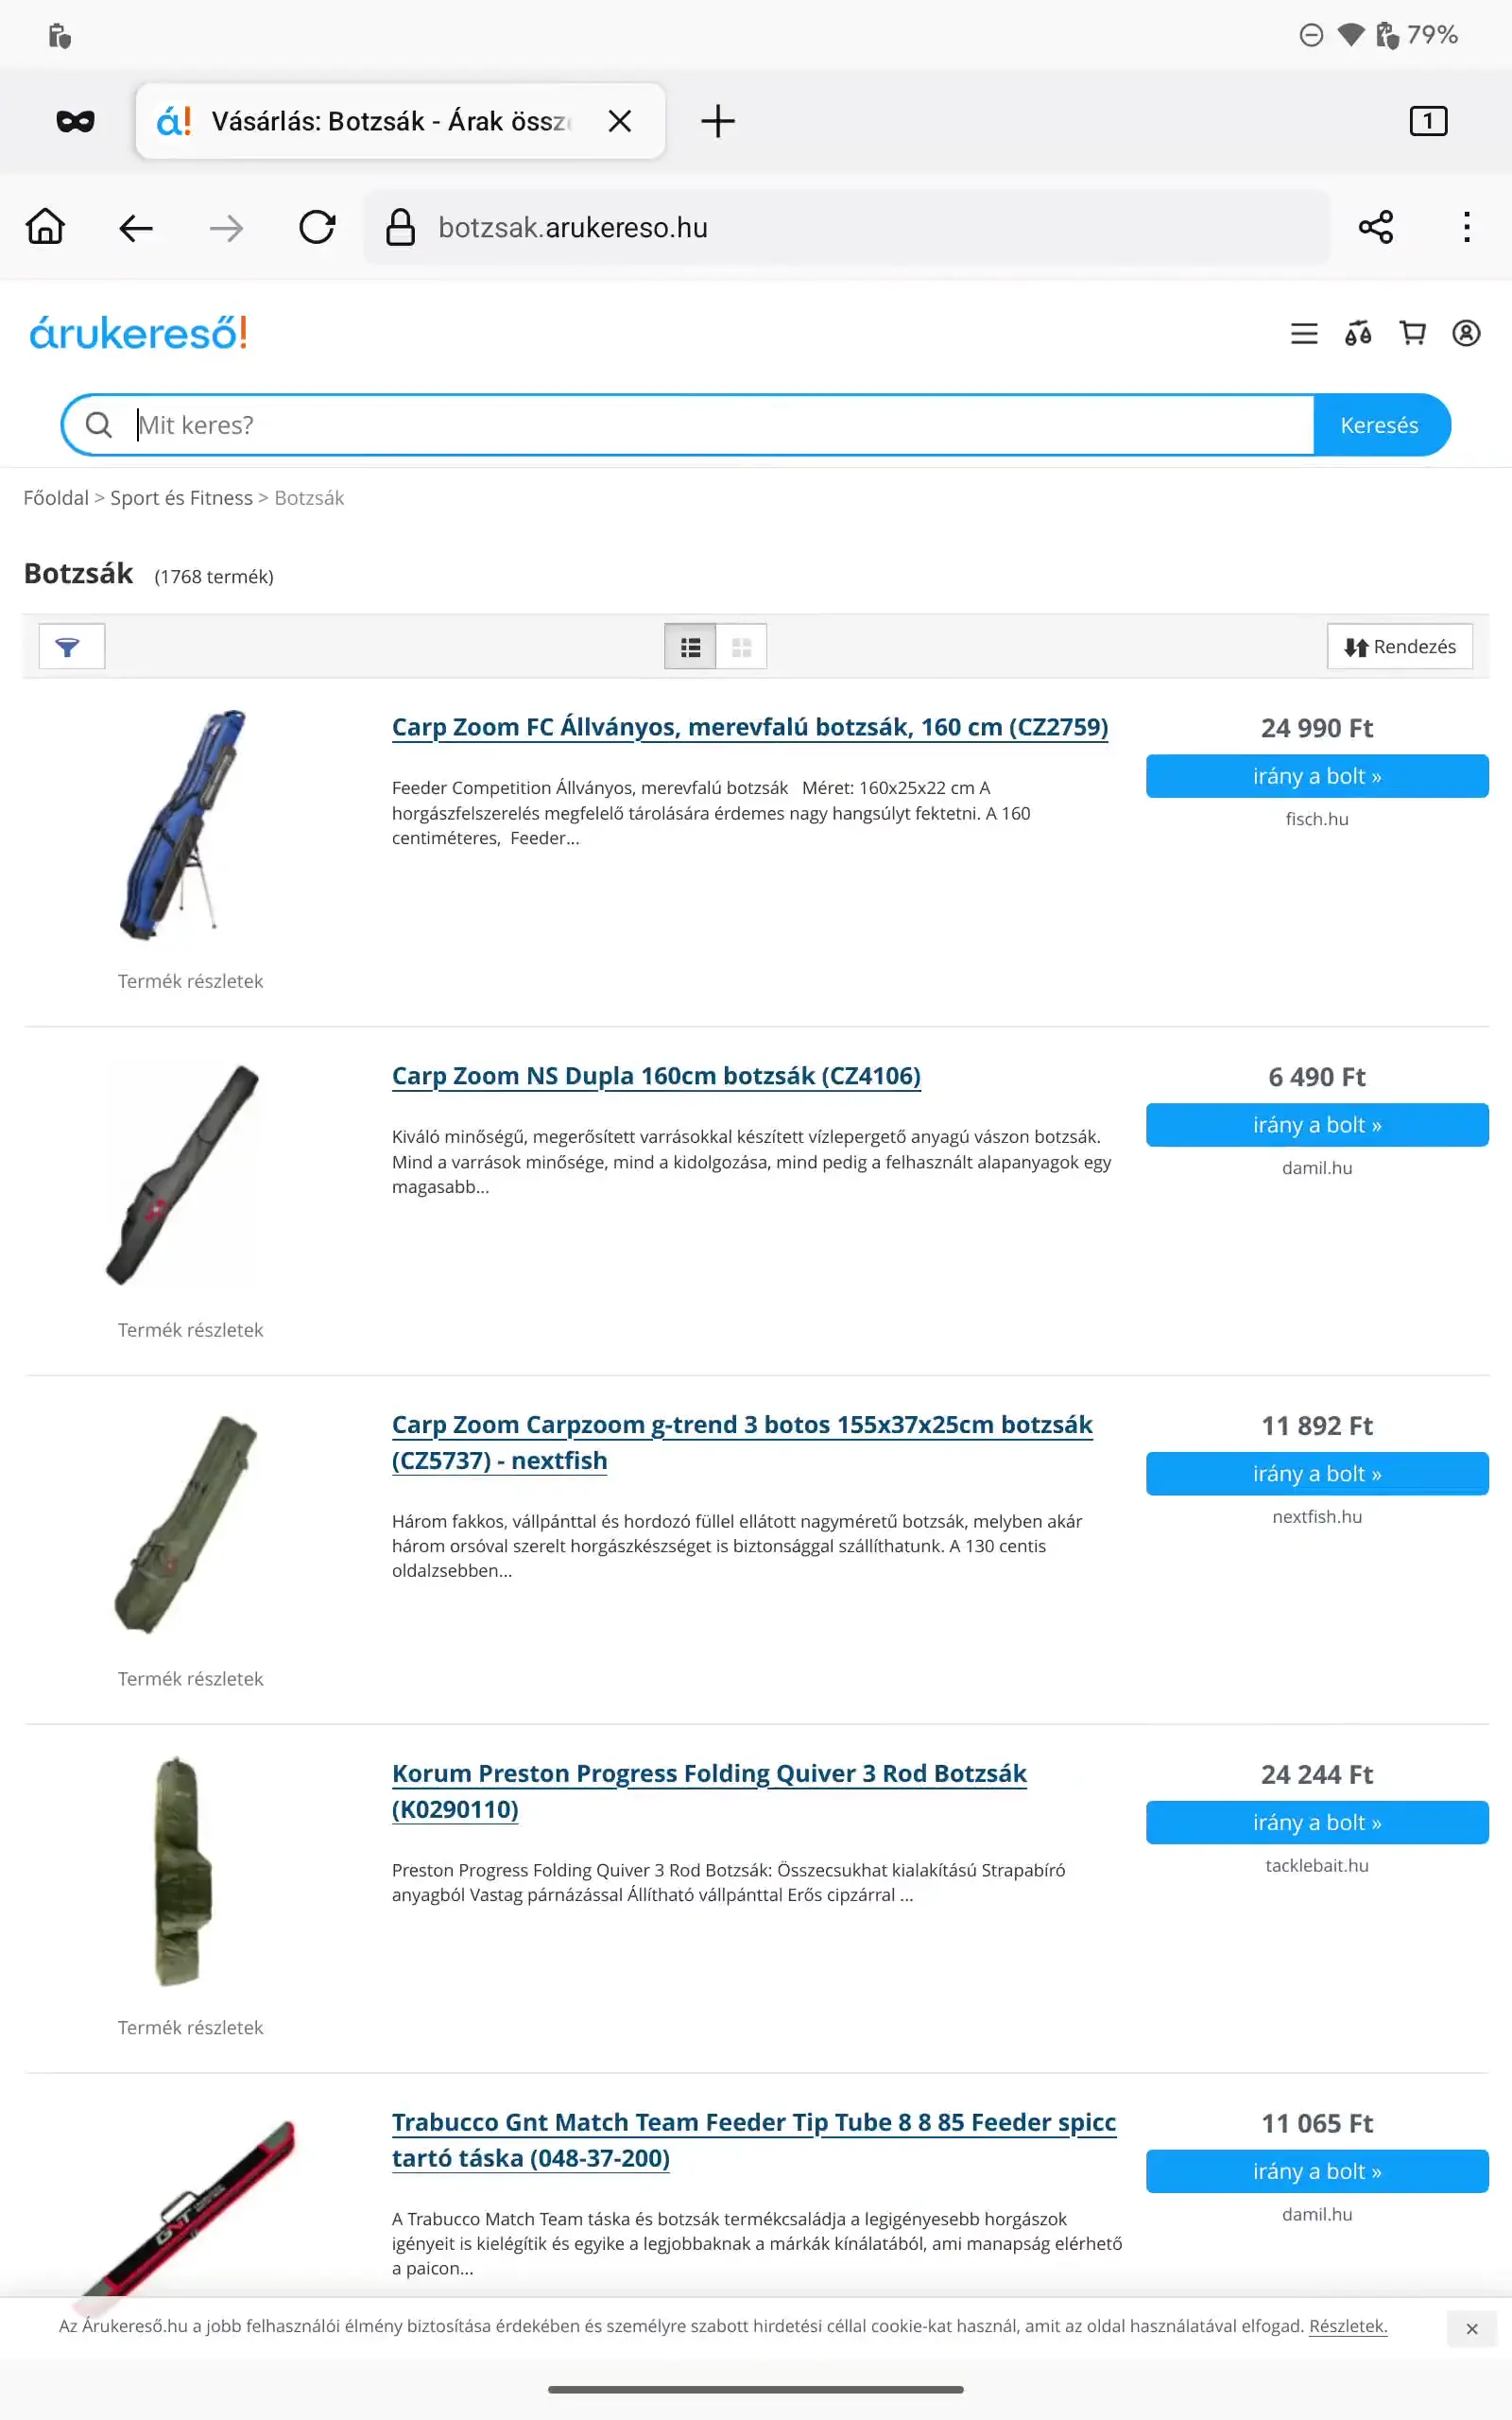 79%
á! Vásárlás: Botzsák - Árak össz
1
botzsak.arukereso.hu
árukereső!
Mit keres?
Keresés
Főoldal > Sport és Fitness > Botzsák
Botzsák (1768 termék)
Rendezés
Carp Zoom FC Állványos, merevfalú botzsák, 160 cm (CZ2759)
24 990 Ft
irány a bolt »
fisch.hu
Feeder Competition Állványos, merevfalú botzsák Méret: 160x25x22 cm A
horgászfelszerelés megfelelő tárolására érdemes nagy hangsúlyt fektetni. A 160
centiméteres, Feeder...
Termék részletek
Carp Zoom NS Dupla 160cm botzsák (CZ4106)
6 490 Ft
irány a bolt »
damil.hu
Kiváló minőségű, megerősített varrásokkal készített vízlepergető anyagú vászon botzsák.
Mind a varrások minősége, mind a kidolgozása, mind pedig a felhasznált alapanyagok egy
magasabb...
Termék részletek
Carp Zoom Carpzoom g-trend 3 botos 155x37x25cm botzsák
(CZ5737) - nextfish
11 892 Ft
irány a bolt »
nextfish.hu
Három fakkos, vállpánttal és hordozó füllel ellátott nagyméretű botzsák, melyben akár
három orsóval szerelt horgászkészséget is biztonsággal szállíthatunk. A 130 centis
oldalzsebben...
Termék részletek
Korum Preston Progress Folding Quiver 3 Rod Botzsák
(K0290110)
24 244 Ft
irány a bolt »
tacklebait.hu
Preston Progress Folding Quiver 3 Rod Botzsák: Összecsukhat kialakítású Strapabíró
anyagból Vastag párnázással Állítható vállpánttal Erős cipzárral ...
Termék részletek
Trabucco Gnt Match Team Feeder Tip Tube 8 8 85 Feeder spicc
tartó táska (048-37-200)
11 065 Ft
irány a bolt »
damil.hu
A Trabucco Match Team táska és botzsák termékcsaládja a legigényesebb horgászok
igényeit is kielégítik és egyike a legjobbaknak a márkák kínálatából, ami manapság elérhető
a paicon...
GNT
Az Árukereső.hu a jobb felhasználói élmény biztosítása érdekében és személyre szabott hirdetési céllal cookie-kat használ, amit az oldal használatával elfogad. Részletek.